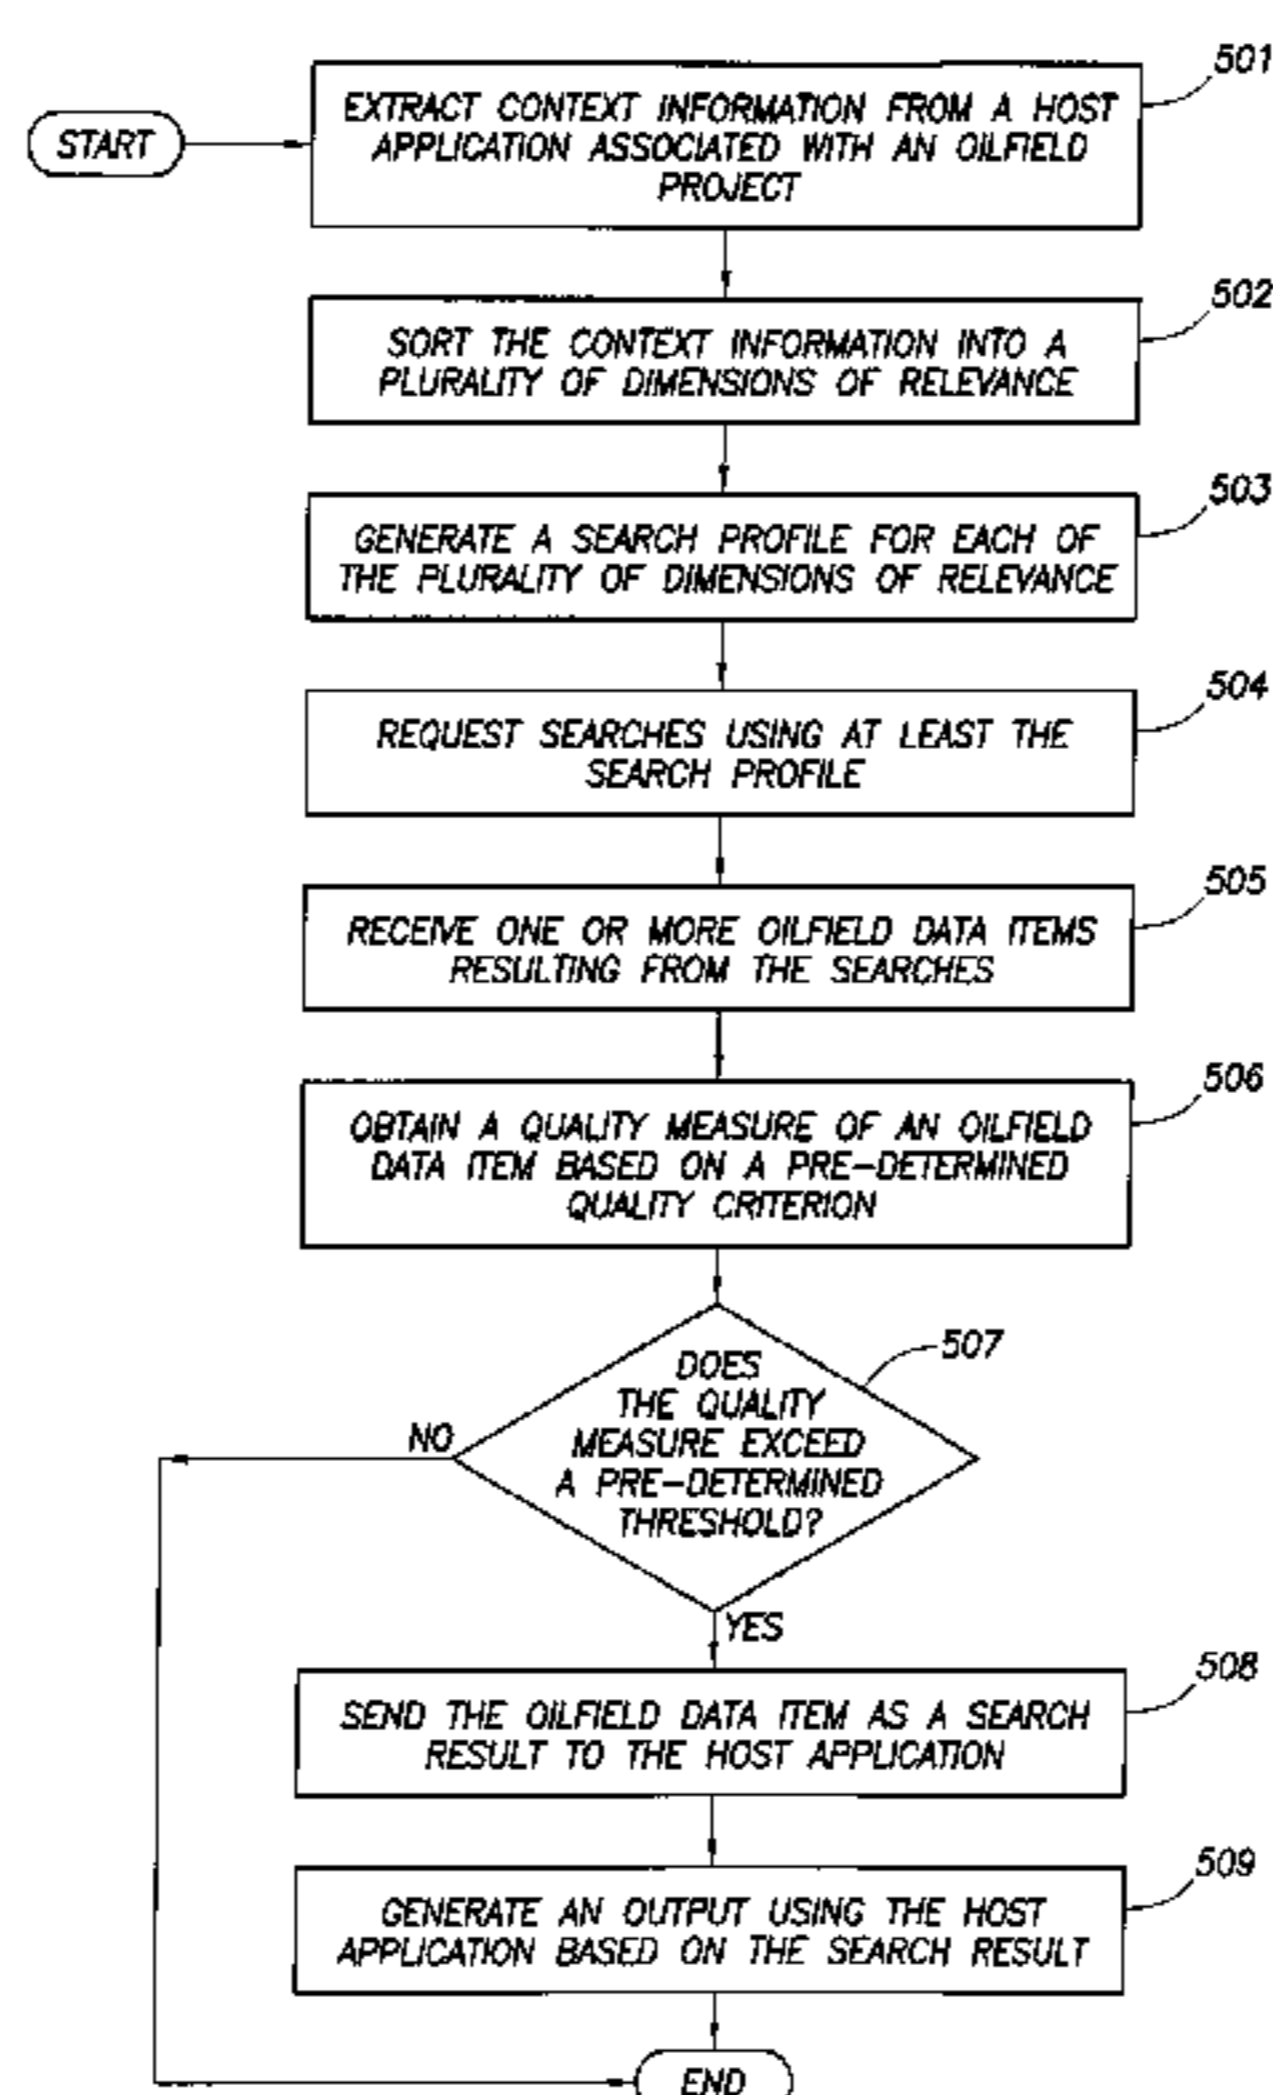 501
START
EXTRACT CONTEXT INFORMATION FROM A HOST
APPLICATION ASSOCIATED WITH AN OILFIELD
PROJECT
502
SORT THE CONTEXT INFORMATION INTO A
PLURALITY OF DIMENSIONS OF RELEVANCE
503
GENERATE A SEARCH PROFILE FOR EACH OF
THE PLURALITY OF DIMENSIONS OF RELEVANCE
504
REQUEST SEARCHES USING AT LEAST THE
SEARCH PROFILE
505
RECEIVE ONE OR MORE OILFIELD DATA ITEMS
RESULTING FROM THE SEARCHES
506
OBTAIN A QUALITY MEASURE OF AN OILFIELD
DATA ITEM BASED ON A PRE-DETERMINED
QUALITY CRITERION
507
DOES
THE QUALITY
MEASURE EXCEED
A PRE-DETERMINED
THRESHOLD?
NO
YES
508
SEND THE OILFIELD DATA ITEM AS A SEARCH
RESULT TO THE HOST APPLICATION
509
GENERATE AN OUTPUT USING THE HOST
APPLICATION BASED ON THE SEARCH RESULT
END